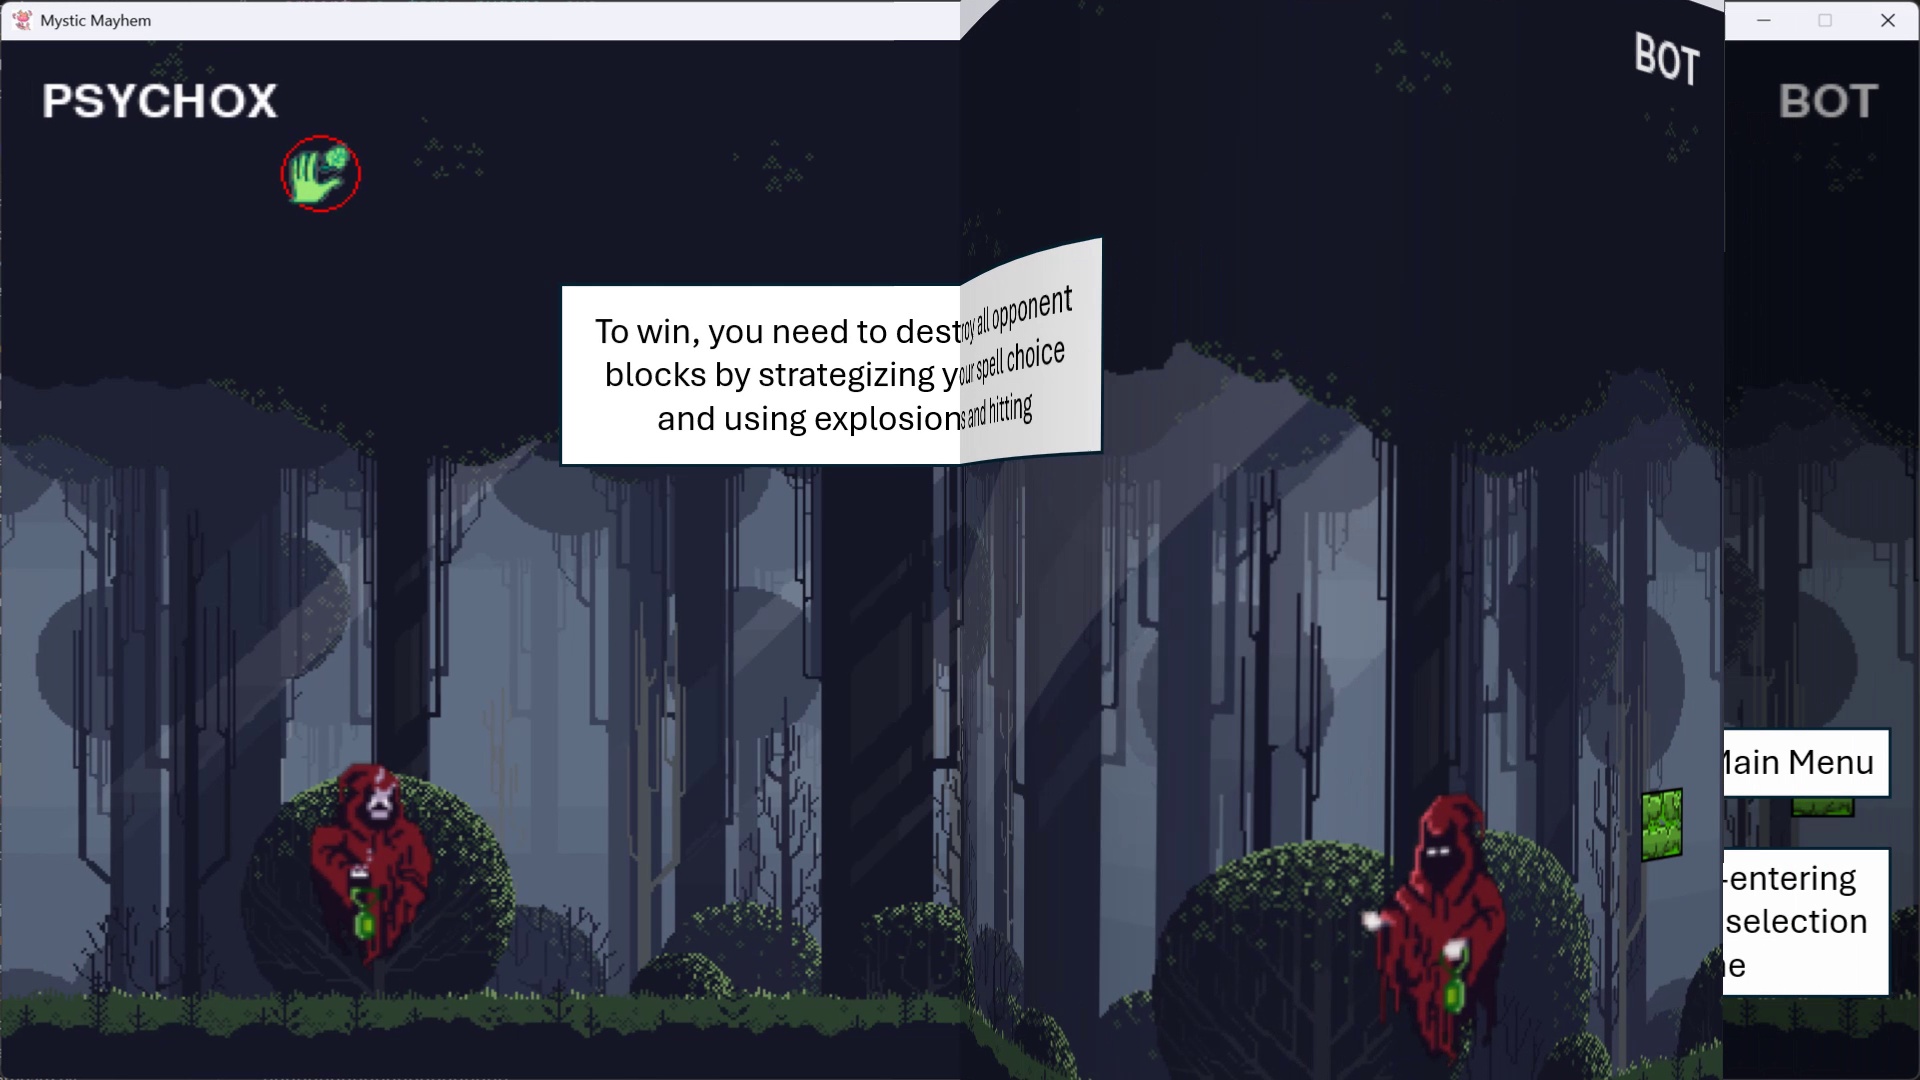 Mystic Mayhem
PSYCHOX
BOT
BOT
To win, you need to destroy all opponent
blocks by strategizing your spell choice
and using explosions and hitting
Main Menu
-entering
selection